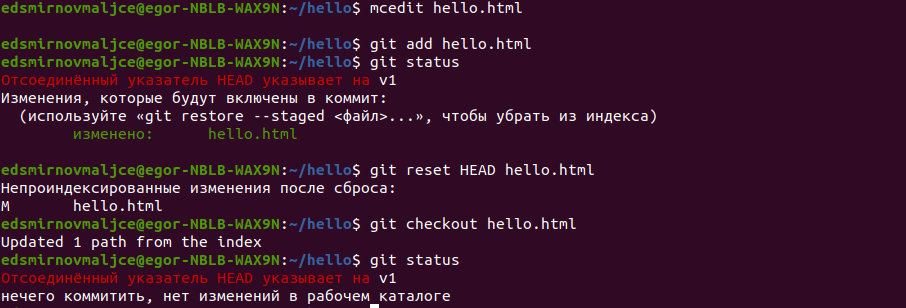 edsmirnovmaljce@egor-NBLB-WAX9N:~/hello$ mcedit hello.html
edsmirnovmaljce@egor-NBLB-WAX9N:~/hello$ git add hello.html
edsmirnovmaljce@egor-NBLB-WAX9N:~/hello$ git status
Отсоединённый указатель HEAD указывает на v1
Изменения, которые будут включены в коммит:
  (используйте «git restore --staged <файл>...», чтобы убрать из индекса)
        изменено:      hello.html
edsmirnovmaljce@egor-NBLB-WAX9N:~/hello$ git reset HEAD hello.html
Непроиндексированные изменения после сброса:
M       hello.html
edsmirnovmaljce@egor-NBLB-WAX9N:~/hello$ git checkout hello.html
Updated 1 path from the index
edsmirnovmaljce@egor-NBLB-WAX9N:~/hello$ git status
Отсоединённый указатель HEAD указывает на v1
нечего коммитить, нет изменений в рабочем каталоге